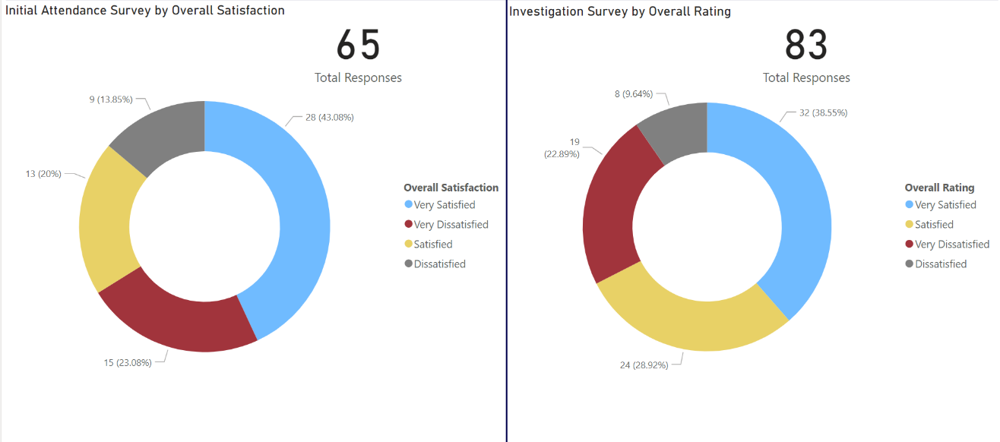 Initial Attendance Survey by Overall Satisfaction
65
Total Responses
9 (13.85%)
28 (43.08%)
13 (20%)
15 (23.08%)
Overall Satisfaction
Very Satisfied
Very Dissatisfied
Satisfied
Dissatisfied
Investigation Survey by Overall Rating
83
Total Responses
8 (9.64%)
32 (38.55%)
19
(22.89%)
24 (28.92%)
Overall Rating
Very Satisfied
Satisfied
Very Dissatisfied
Dissatisfied